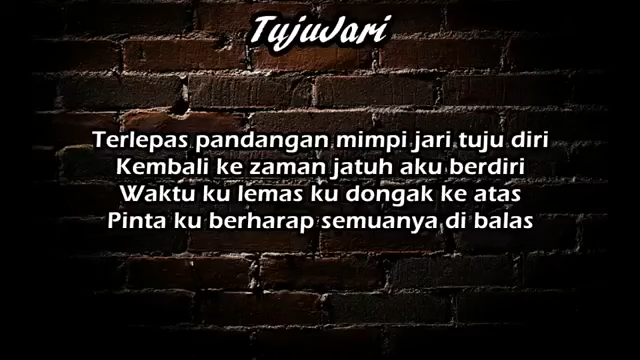 TujuJari
Terlepas pandangan mimpi jari tuju diri
Kembali ke zaman jatuh aku berdiri
Waktu ku lemas ku dongak ke atas
Pinta ku berharap semuanya di balas